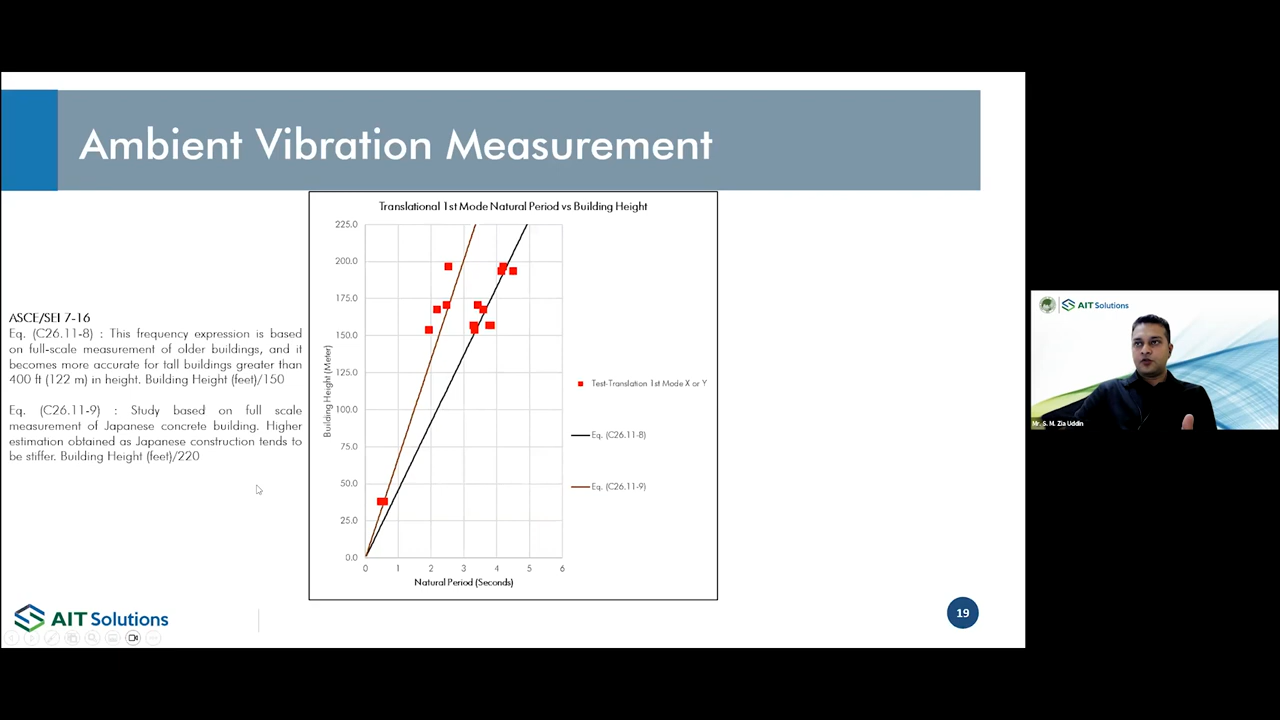 Ambient Vibration Measurement
ASCE/SEI 7-16
Eq. (C26.11-8) : This frequency expression is based
on full-scale measurement of older buildings, and it
becomes more accurate for tall buildings greater than
400 ft (122 m) in height. Building Height (feet)/150
Eq. (C26.11-9) : Study based on full scale
measurement of Japanese concrete building. Higher
estimation obtained as Japanese construction tends to
be stiffer. Building Height (feet)/220
Translational 1st Mode Natural Period vs Building Height
225.0
200.0
175.0
150.0
125.0
100.0
75.0
50.0
25.0
0.0
Building Height (Meter)
0 1 2 3 4 5 6
Natural Period (Seconds)
Test-Translation 1st Mode X or Y
Eq. (C26.11-8)
Eq. (C26.11-9)
AIT Solutions
19
AIT Solutions
Mr. S. M. Zia Uddin